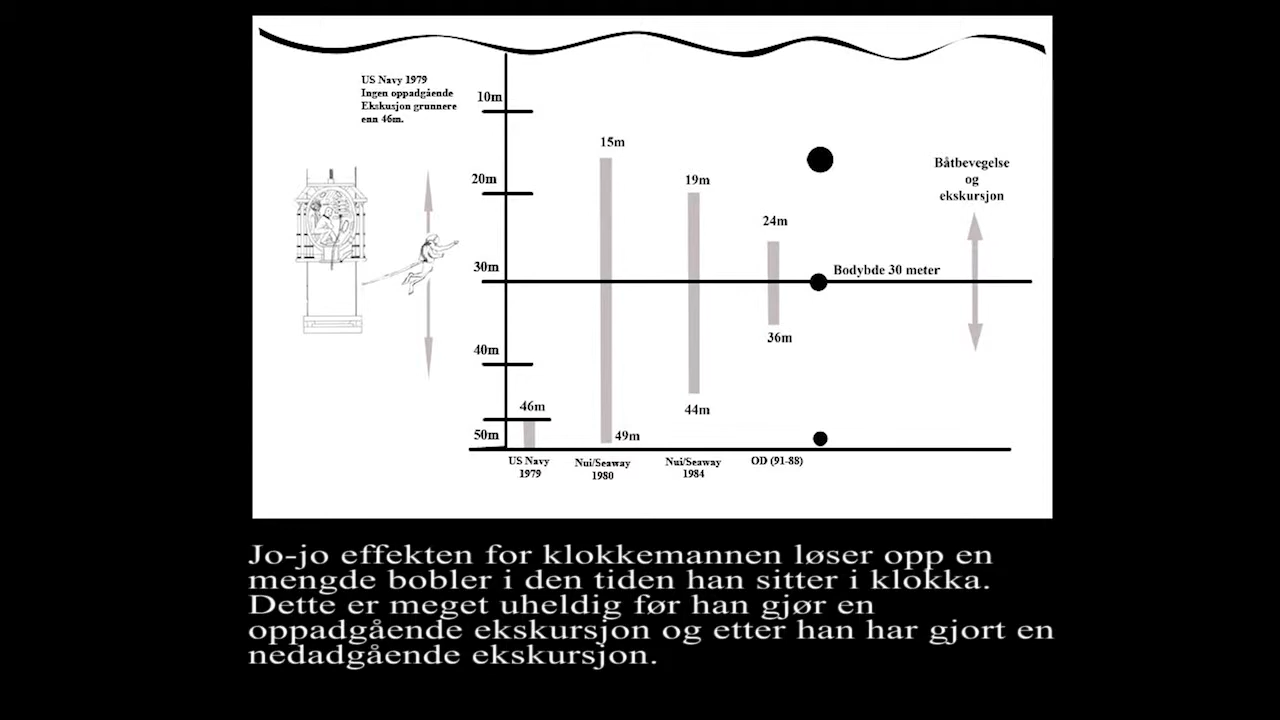 US Navy 1979
Ingen oppadgående
Ekskusjon grunnere
enn 46m.
10m
20m
30m
40m
50m
15m
19m
24m
Båtbevegelse
og
ekskursjon
Bodybde 30 meter
36m
46m
44m
49m
US Navy
1979
Nui/Seaway
1980
Nui/Seaway
1984
OD (91-88)
Jo-jo effekten for klokkemannen løser opp en
mengde bobler i den tiden han sitter i klokka.
Dette er meget uheldig før han gjør en
oppadgående ekskursjon og etter han har gjort en
nedadgående ekskursjon.